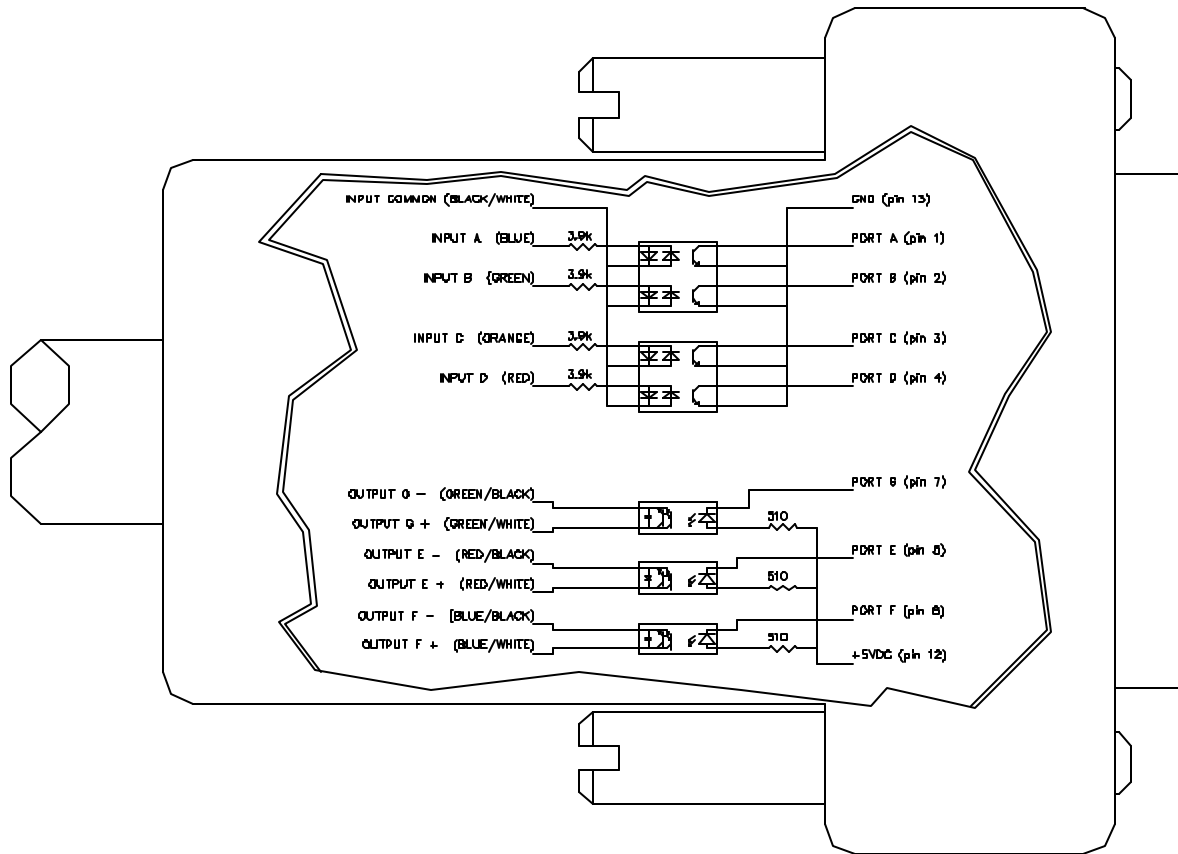 INPUT COMMON (BLACK/WHITE)
GND (pin 13)
INPUT A (BLUE)
3.9k
PORT A (pin 1)
INPUT B (GREEN)
3.9k
PORT B (pin 2)
INPUT C (ORANGE)
3.9k
PORT C (pin 3)
INPUT D (RED)
3.9k
PORT D (pin 4)
OUTPUT G - (GREEN/BLACK)
PORT G (pin 7)
OUTPUT G + (GREEN/WHITE)
510
OUTPUT E - (RED/BLACK)
PORT E (pin 5)
OUTPUT E + (RED/WHITE)
510
OUTPUT F - (BLUE/BLACK)
PORT F (pin 6)
OUTPUT F + (BLUE/WHITE)
510
+5VDC (pin 12)